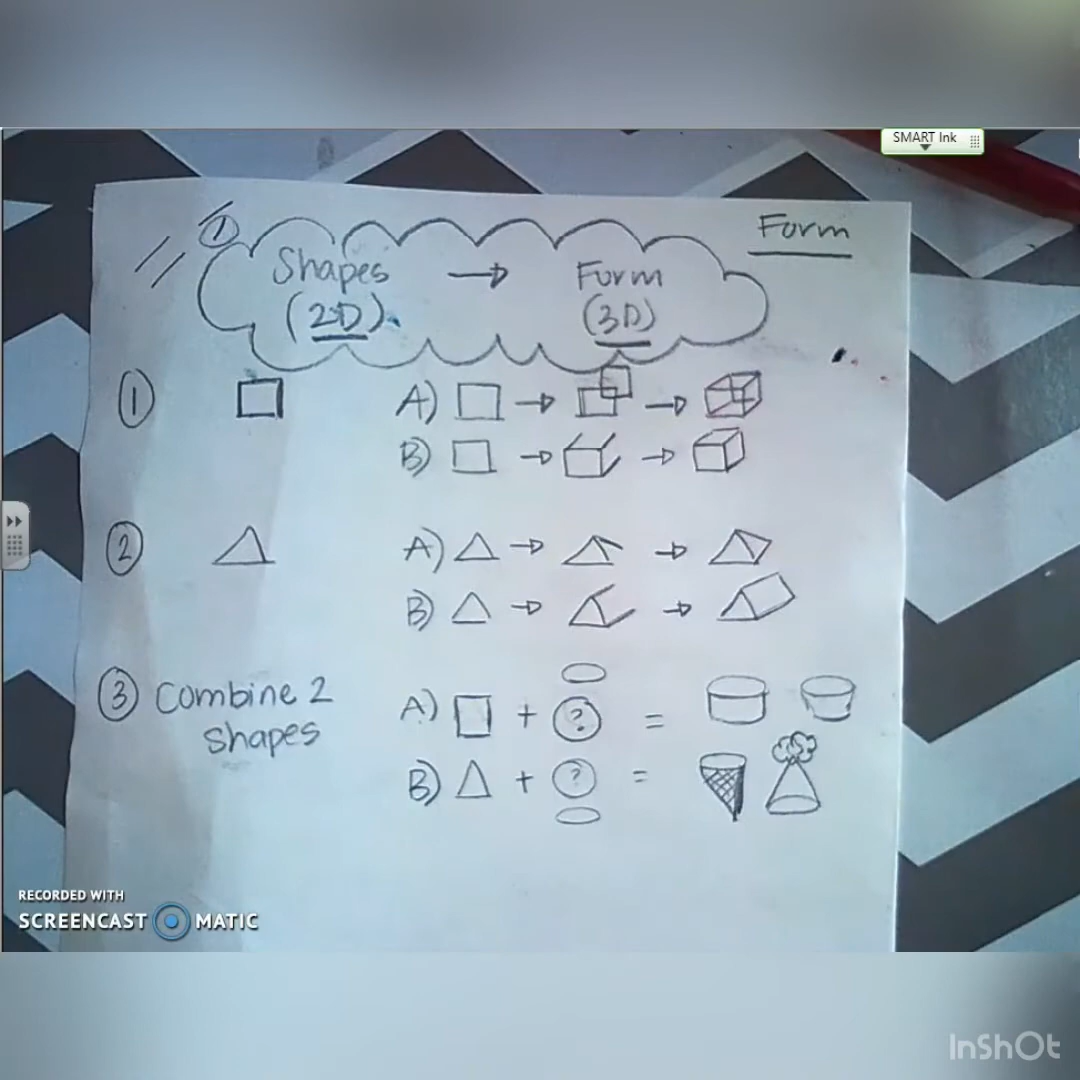 SMART Ink
Form
1
Shapes → Form
(2D) (3D)
1 A) → →
B) → →
2 A) → →
B) → →
3 Combine 2 A) + ? =
shapes
B) + ? =
RECORDED WITH
SCREENCAST MATIC
InShOt